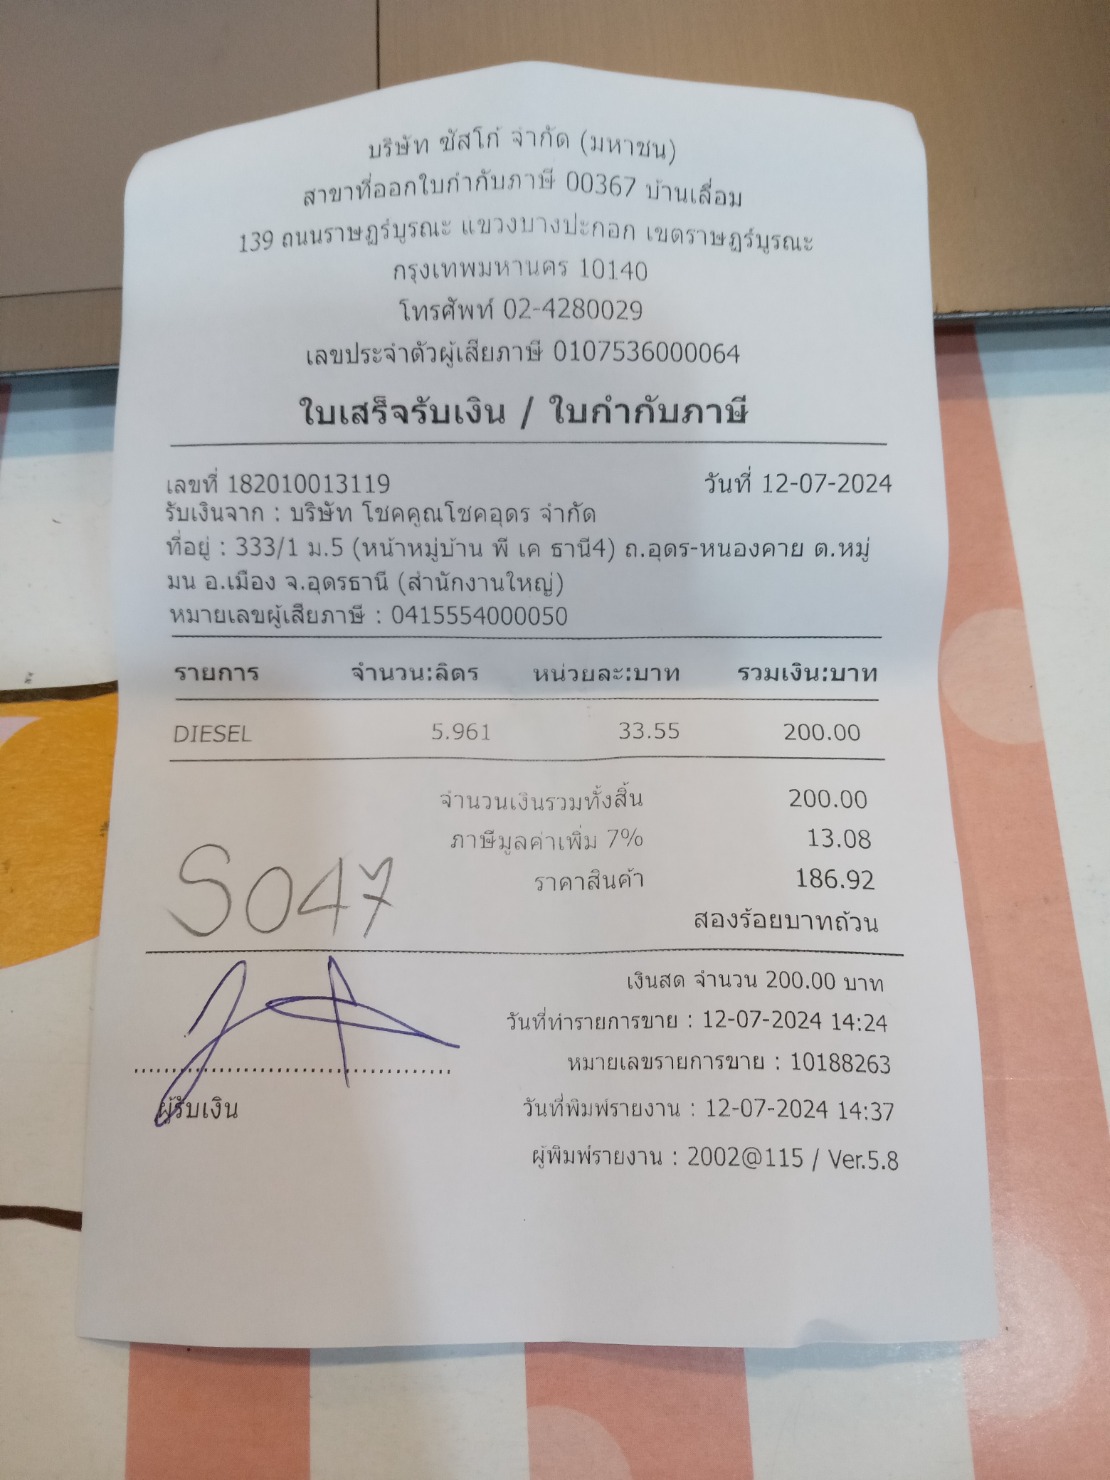 บริษัท ซัสโก้ จำกัด (มหาชน)
สาขาที่ออกใบกำกับภาษี 00367 บ้านเลื่อม
139 ถนนราษฎร์บูรณะ แขวงบางปะกอก เขตราษฎร์บูรณะ
กรุงเทพมหานคร 10140
โทรศัพท์ 02-4280029
เลขประจำตัวผู้เสียภาษี 0107536000064
ใบเสร็จรับเงิน / ใบกำกับภาษี
เลขที่ 182010013119 วันที่ 12-07-2024
รับเงินจาก : บริษัท โชคคูณโชคอุดร จำกัด
ที่อยู่ : 333/1 ม.5 (หน้าหมู่บ้าน พี เค ธานี4) ถ.อุดร-หนองคาย ต.หมู่
มน อ.เมือง จ.อุดรธานี (สำนักงานใหญ่)
หมายเลขผู้เสียภาษี : 0415554000050
รายการ จำนวน:ลิตร หน่วยละ:บาท รวมเงิน:บาท
DIESEL 5.961 33.55 200.00
จำนวนเงินรวมทั้งสิ้น 200.00
ภาษีมูลค่าเพิ่ม 7% 13.08
ราคาสินค้า 186.92
S047
สองร้อยบาทถ้วน
เงินสด จำนวน 200.00 บาท
วันที่ทำรายการขาย : 12-07-2024 14:24
หมายเลขรายการขาย : 10188263
ผู้รับเงิน วันที่พิมพ์รายงาน : 12-07-2024 14:37
ผู้พิมพ์รายงาน : 2002@115 / Ver.5.8